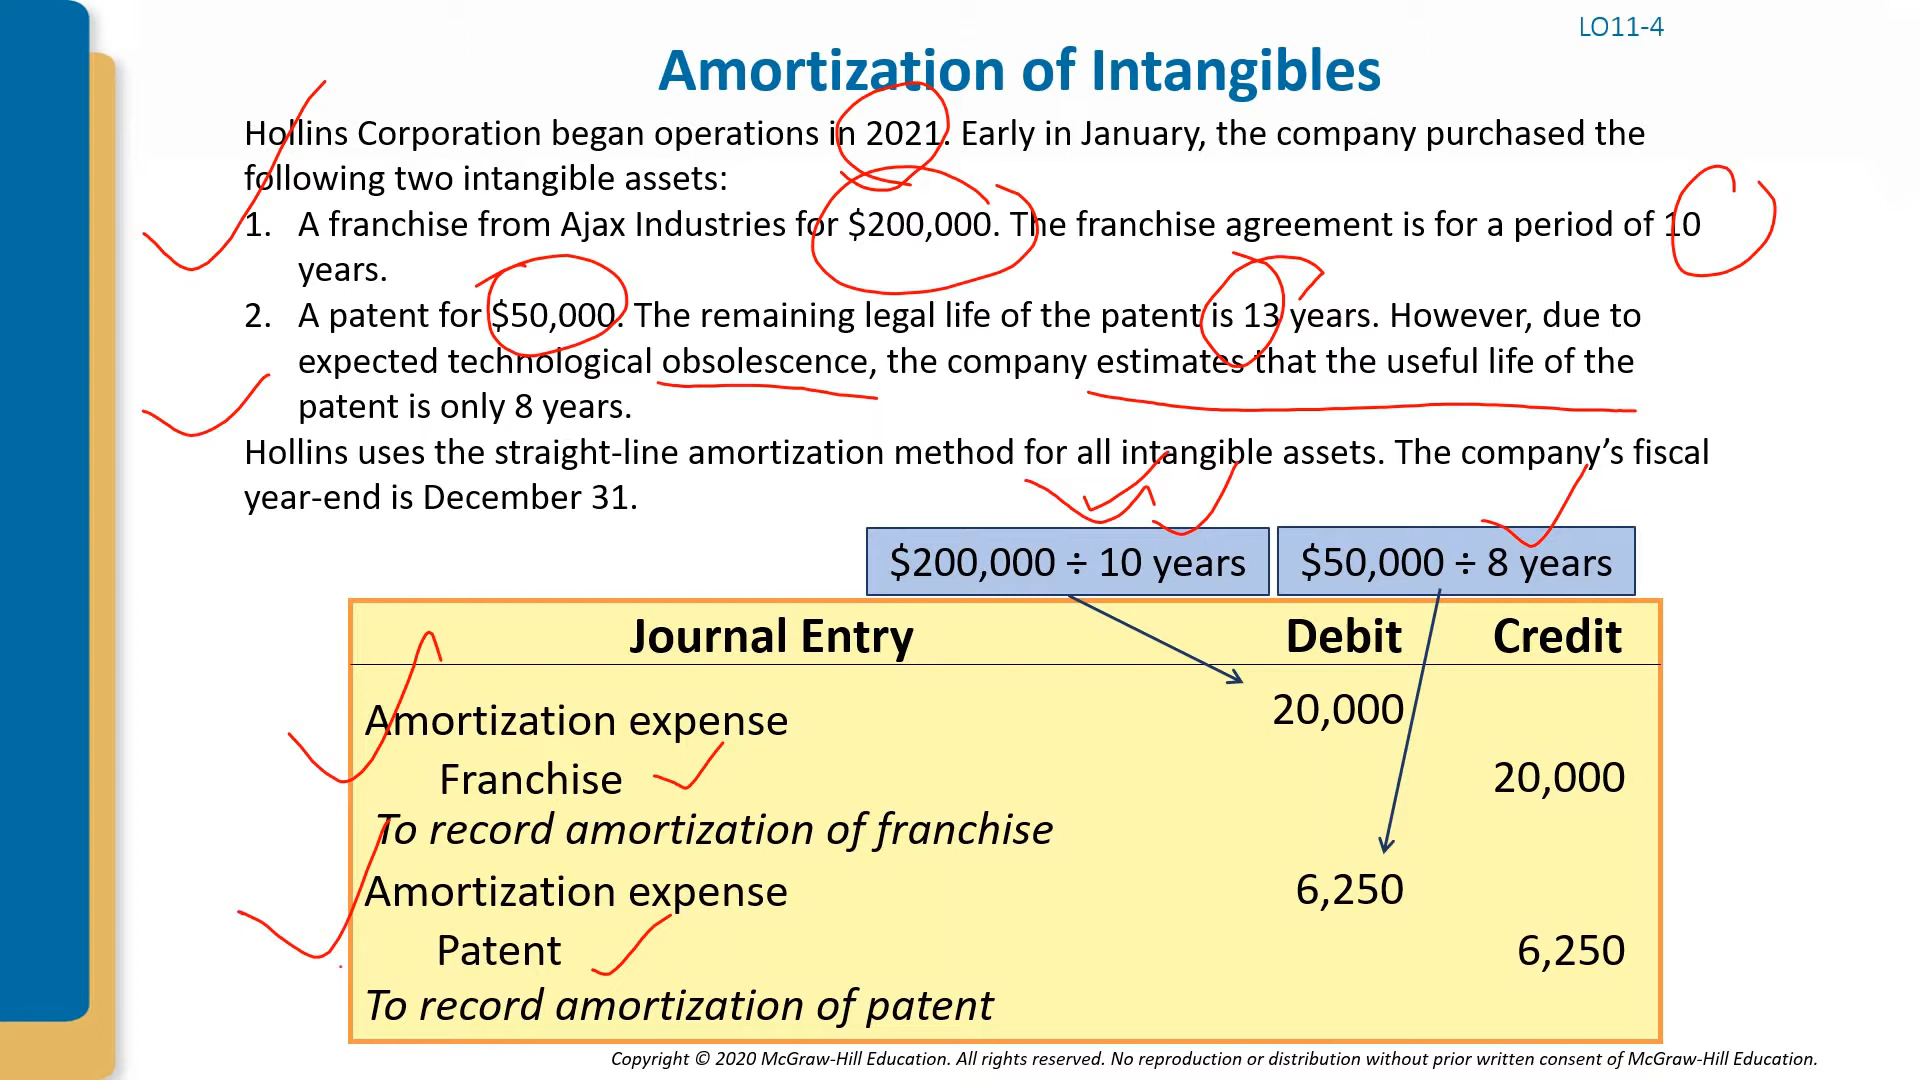 LO11-4
Amortization of Intangibles
Hollins Corporation began operations in 2021. Early in January, the company purchased the
following two intangible assets:
1. A franchise from Ajax Industries for $200,000. The franchise agreement is for a period of 10
years.
2. A patent for $50,000. The remaining legal life of the patent is 13 years. However, due to
expected technological obsolescence, the company estimates that the useful life of the
patent is only 8 years.
Hollins uses the straight-line amortization method for all intangible assets. The company’s fiscal
year-end is December 31.
$200,000 ÷ 10 years $50,000 ÷ 8 years
Journal Entry Debit Credit
Amortization expense 20,000
Franchise 20,000
To record amortization of franchise
Amortization expense 6,250
Patent 6,250
To record amortization of patent
Copyright © 2020 McGraw-Hill Education. All rights reserved. No reproduction or distribution without prior written consent of McGraw-Hill Education.